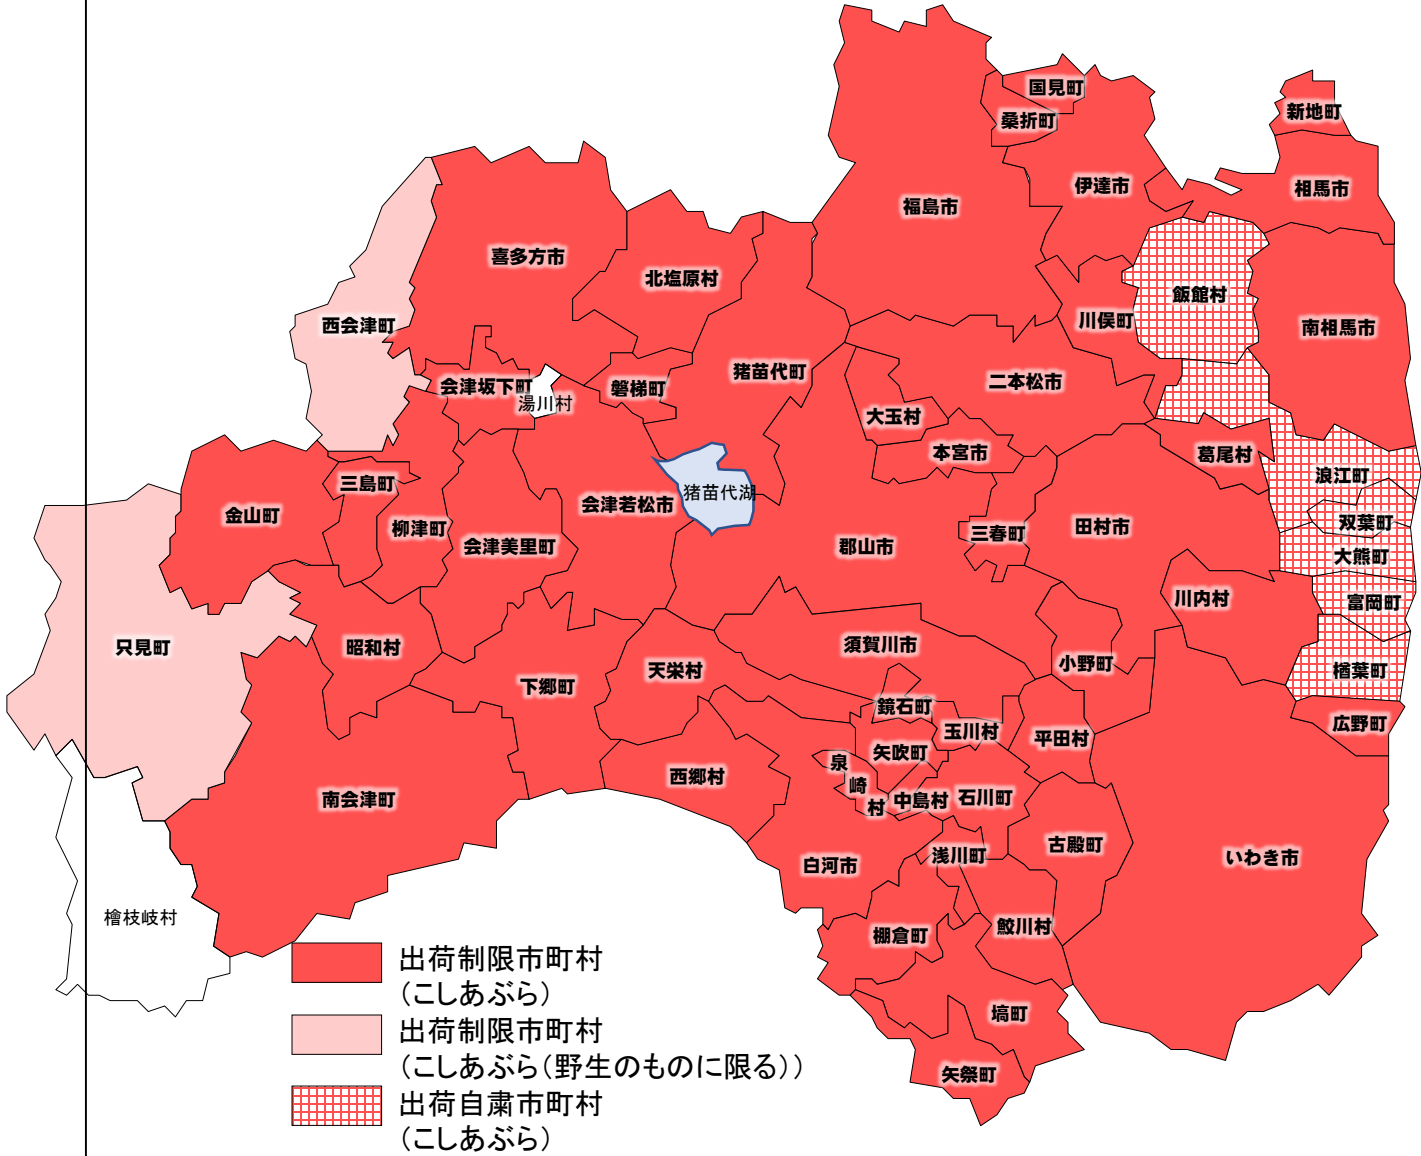 国見町
桑折町
新地町
伊達市
相馬市
福島市
喜多方市
北塩原村
飯館村
西会津町
川俣町
南相馬市
猪苗代町
二本松市
会津坂下町
磐梯町
湯川村
大玉村
本宮市
葛尾村
浪江町
三島町
猪苗代湖
会津若松市
金山町
柳津町
双葉町
田村市
三春町
会津美里町
郡山市
大熊町
川内村
富岡町
只見町
昭和村
須賀川市
小野町
天栄村
楢葉町
下郷町
鏡石町
広野町
玉川村
平田村
矢吹町
泉
崎
村
西郷村
中島村
石川町
南会津町
古殿町
浅川町
いわき市
白河市
檜枝岐村
鮫川村
棚倉町
塙町
矢祭町
出荷制限市町村
（こしあぶら）
出荷制限市町村
（こしあぶら（野生のものに限る））
出荷自粛市町村
（こしあぶら）